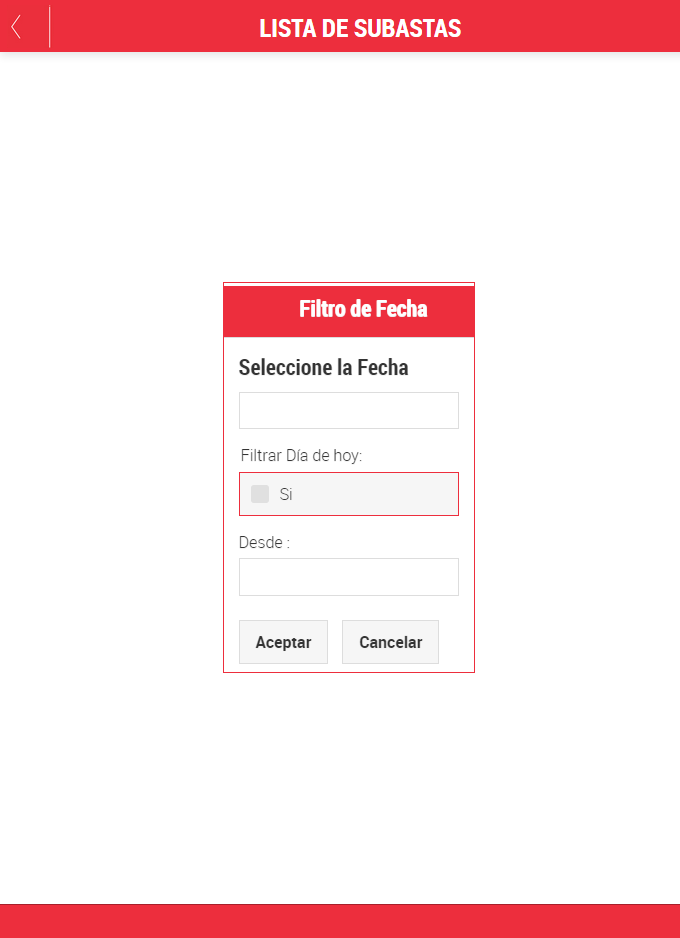 LISTA DE SUBASTAS
Filtro de Fecha
Seleccione la Fecha
Filtrar Día de hoy:
Si
Desde :
Aceptar
Cancelar